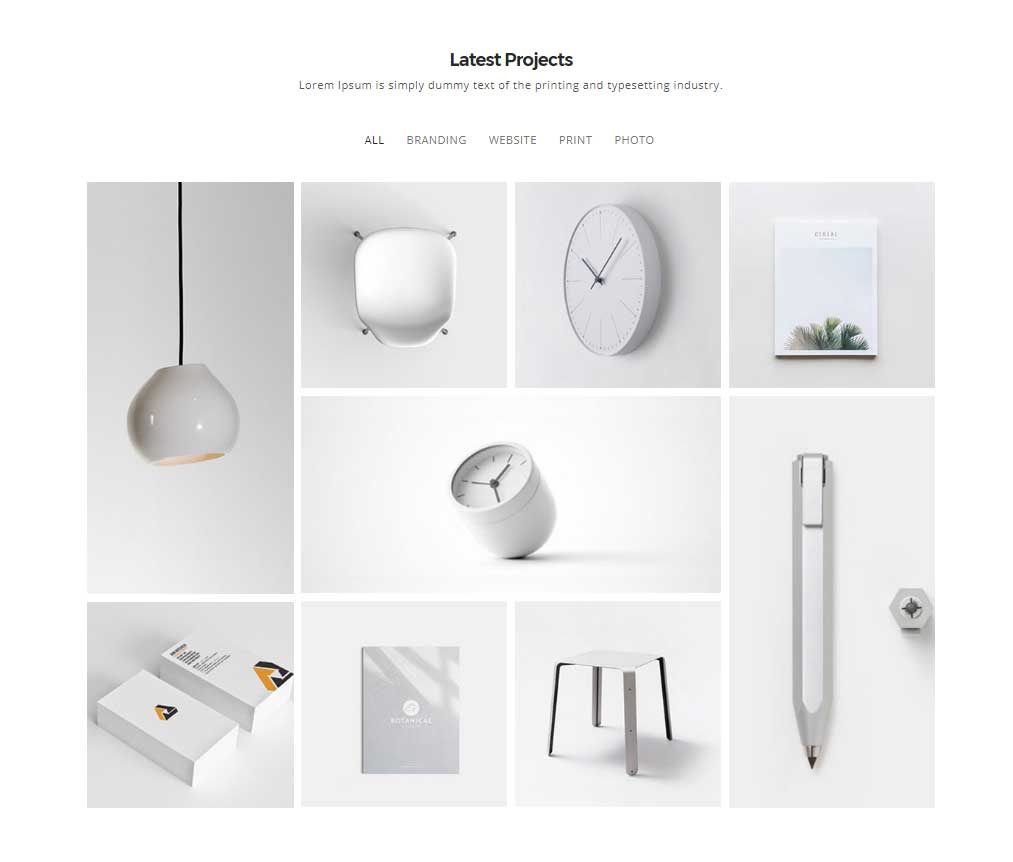 Latest Projects
Lorem Ipsum is simply dummy text of the printing and typesetting industry.
ALL BRANDING WEBSITE PRINT PHOTO
CEREAL
BOTANICAL